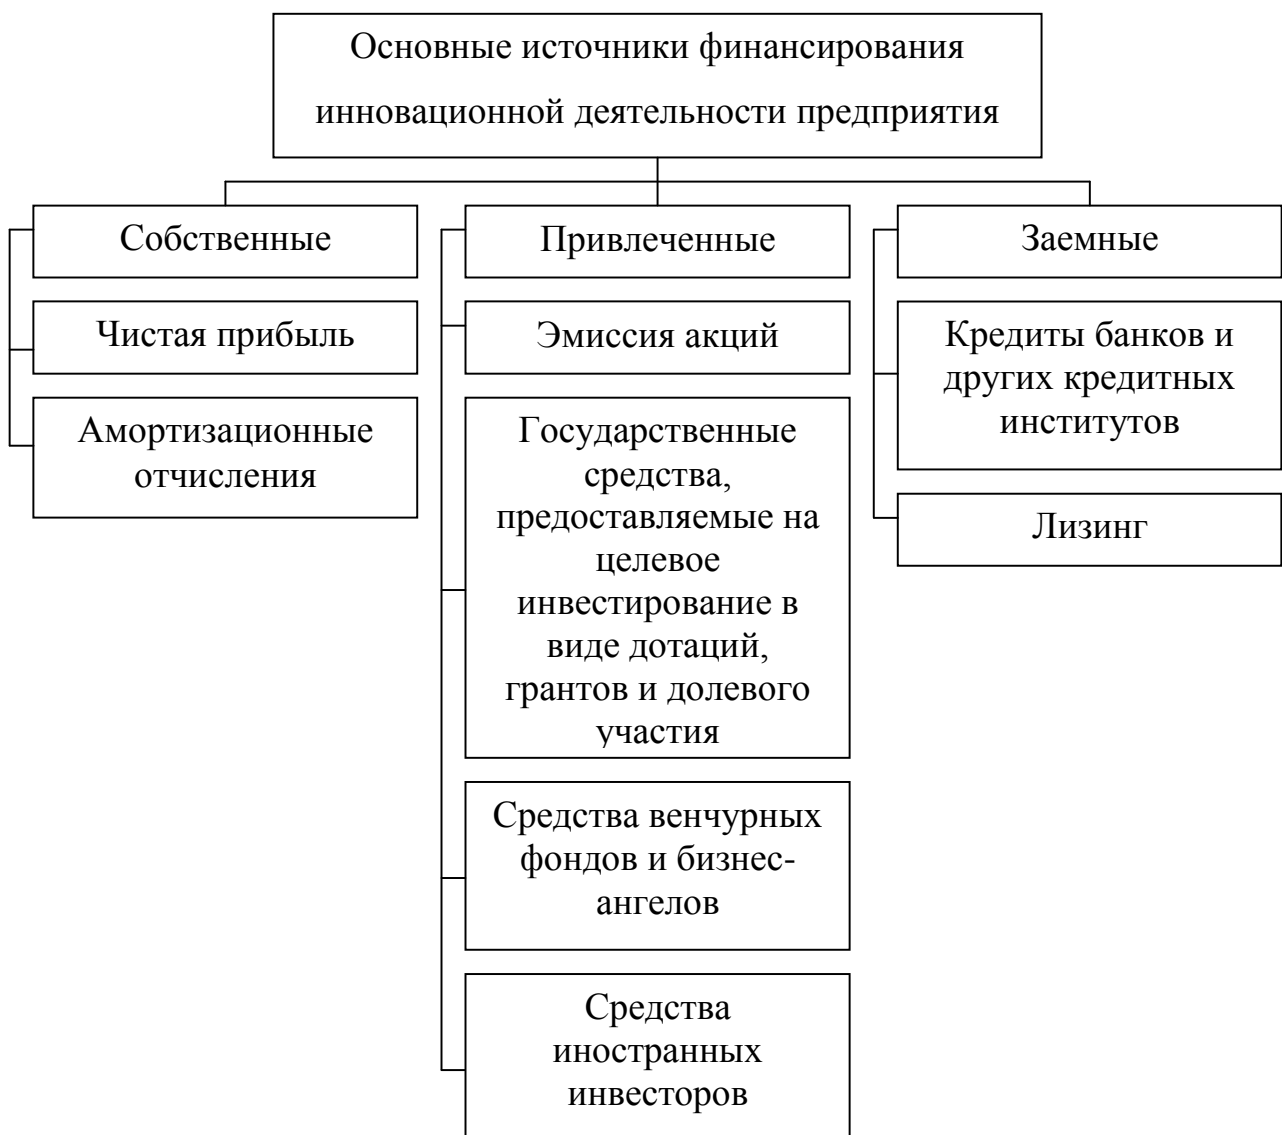 Основные источники финансирования
инновационной деятельности предприятия
Собственные
Чистая прибыль
Амортизационные
отчисления
Привлеченные
Эмиссия акций
Государственные
средства,
предоставляемые на
целевое
инвестирование в
виде дотаций,
грантов и долевого
участия
Средства венчурных
фондов и бизнес-
ангелов
Средства
иностранных
инвесторов
Заемные
Кредиты банков и
других кредитных
институтов
Лизинг